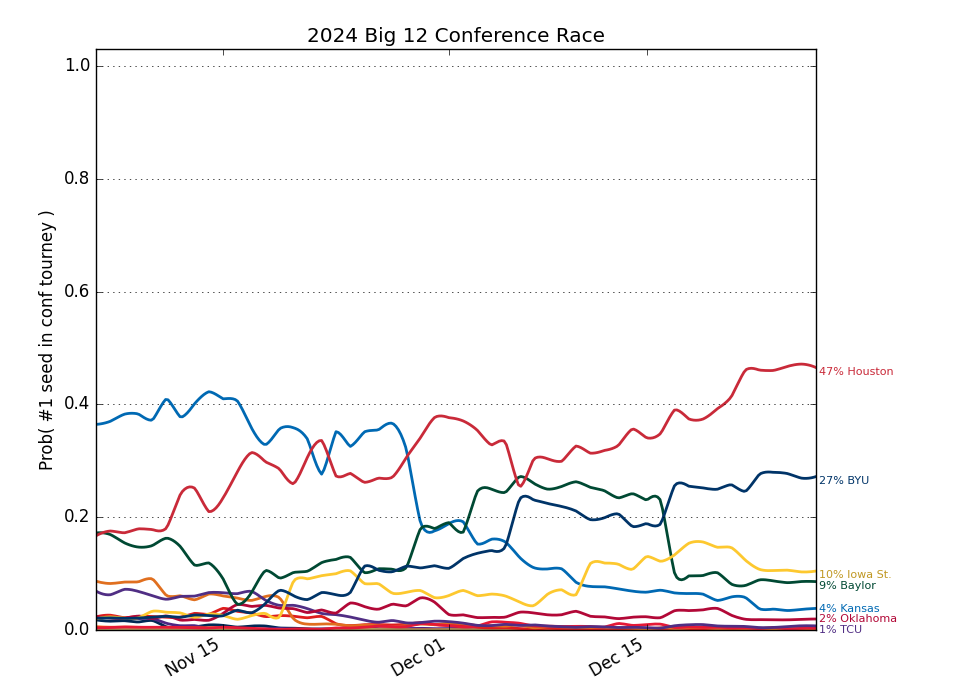 2024 Big 12 Conference Race
Prob( #1 seed in conf tourney )
1.0
0.8
0.6
0.4
0.2
0.0
Nov 15
Dec 01
Dec 15
47% Houston
27% BYU
10% Iowa St.
9% Baylor
4% Kansas
2% Oklahoma
1% TCU